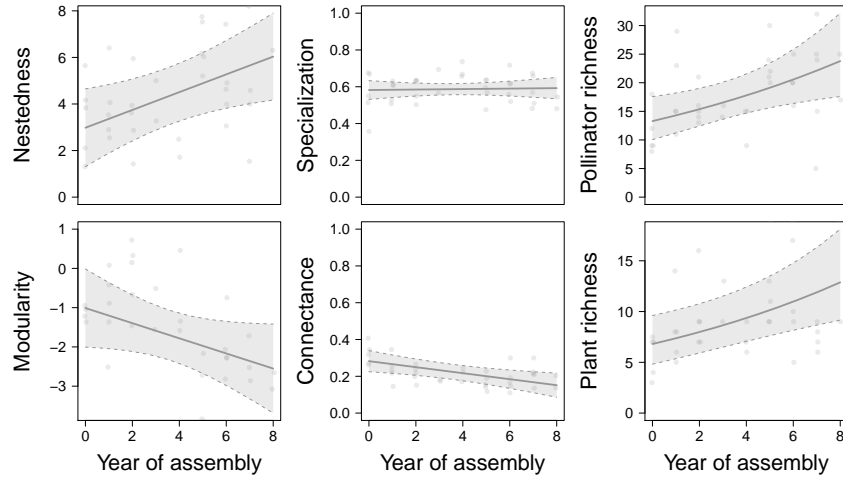 Nestedness
8
6
4
2
0
Specialization
1.0
0.8
0.6
0.4
0.2
0.0
Pollinator richness
30
25
20
15
10
5
0
Modularity
1
0
−1
−2
−3
0 2 4 6 8
Year of assembly
Connectance
1.0
0.8
0.6
0.4
0.2
0.0
0 2 4 6 8
Year of assembly
Plant richness
15
10
5
0
0 2 4 6 8
Year of assembly